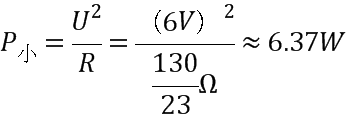 P小 = U²/R = (6V)²/(130/23 Ω) ≈ 6.37W